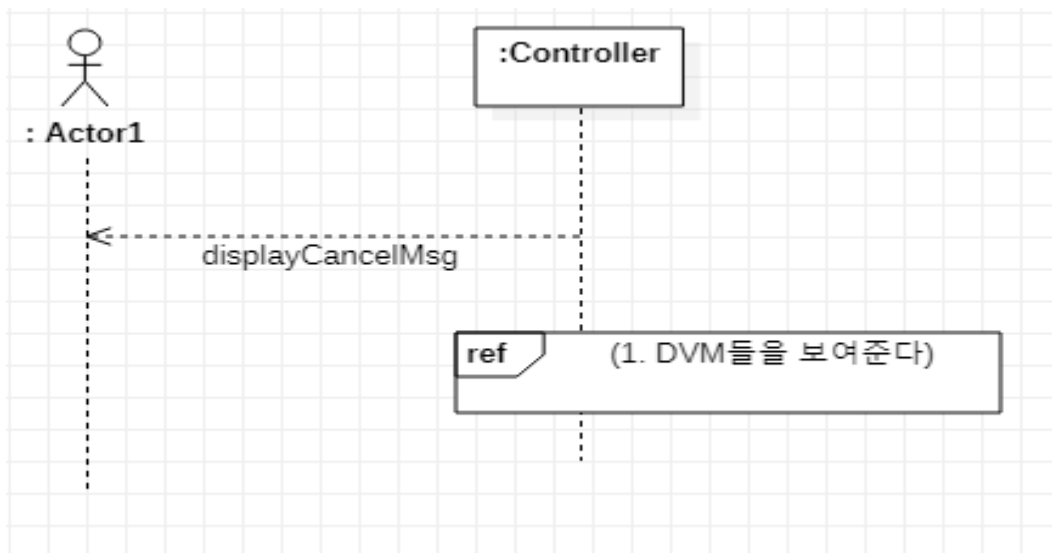 :Controller
: Actor1
displayCancelMsg
ref
(1. DVM들을 보여준다)